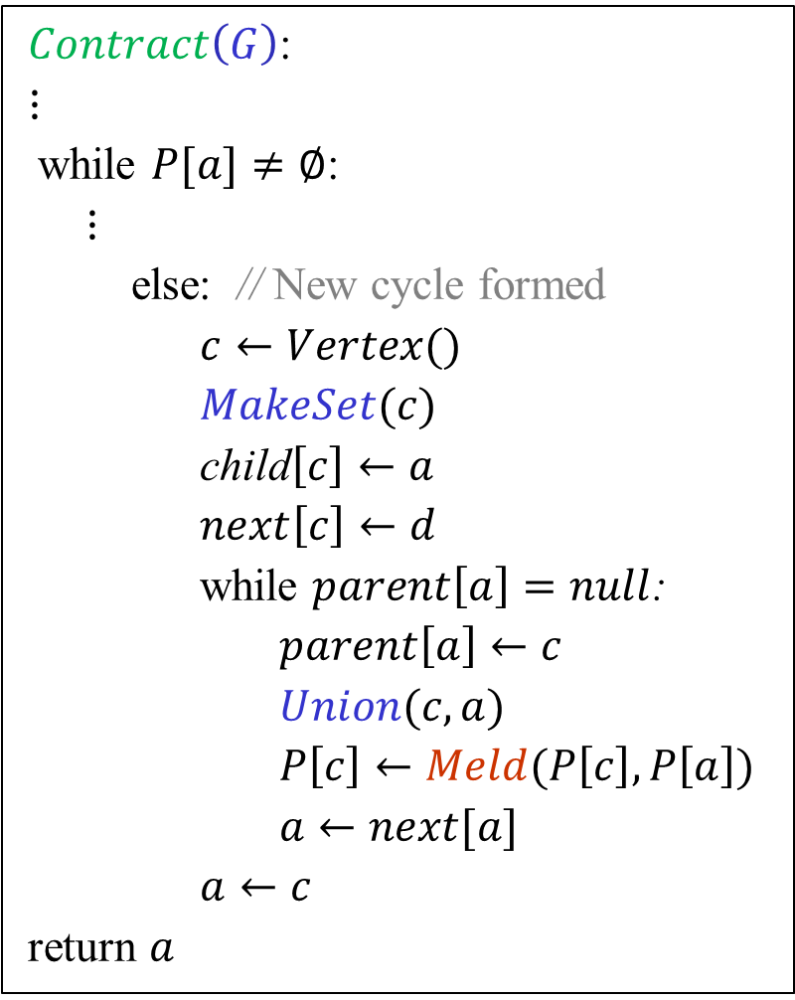 Contract(G):
⋮
while P[a] ≠ ∅:
⋮
else: // New cycle formed
c ← Vertex()
MakeSet(c)
child[c] ← a
next[c] ← d
while parent[a] = null:
parent[a] ← c
Union(c, a)
P[c] ← Meld(P[c], P[a])
a ← next[a]
a ← c
return a